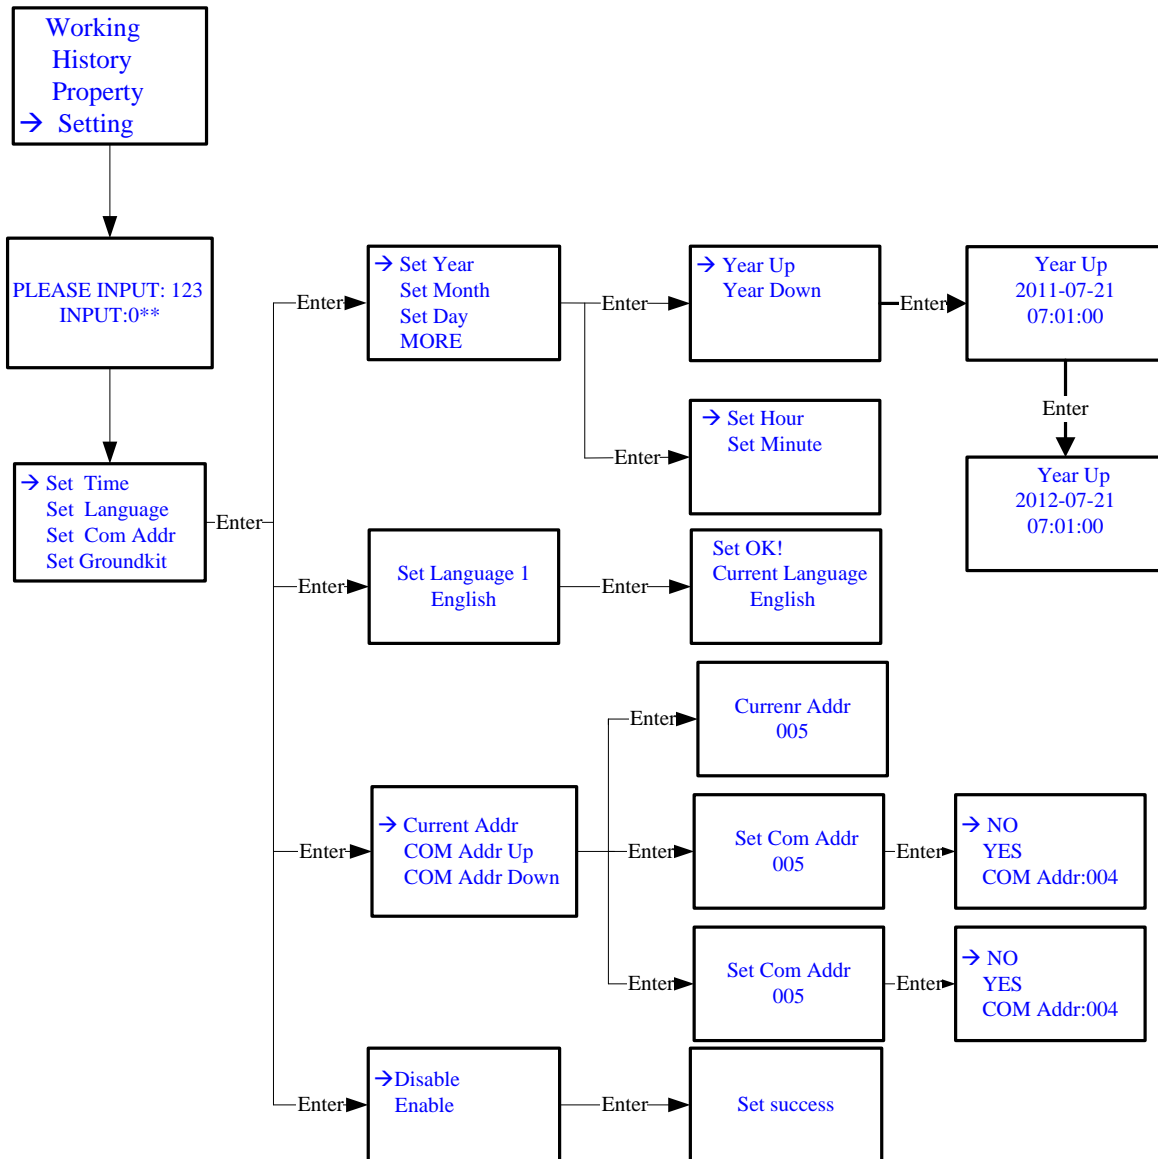 Working
History
Property
→ Setting
PLEASE INPUT: 123
INPUT:0**
→ Set Time
Set Language
Set Com Addr
Set Groundkit
Enter
Enter
→ Set Year
Set Month
Set Day
MORE
Enter
→ Year Up
Year Down
Enter
Year Up
2011-07-21
07:01:00
Enter
Year Up
2012-07-21
07:01:00
Enter
→ Set Hour
Set Minute
Enter
Set Language 1
English
Enter
Set OK!
Current Language
English
Enter
→ Current Addr
COM Addr Up
COM Addr Down
Enter
Currenr Addr
005
Enter
Set Com Addr
005
Enter
→ NO
YES
COM Addr:004
Enter
Set Com Addr
005
Enter
→ NO
YES
COM Addr:004
Enter
→Disable
Enable
Enter
Set success